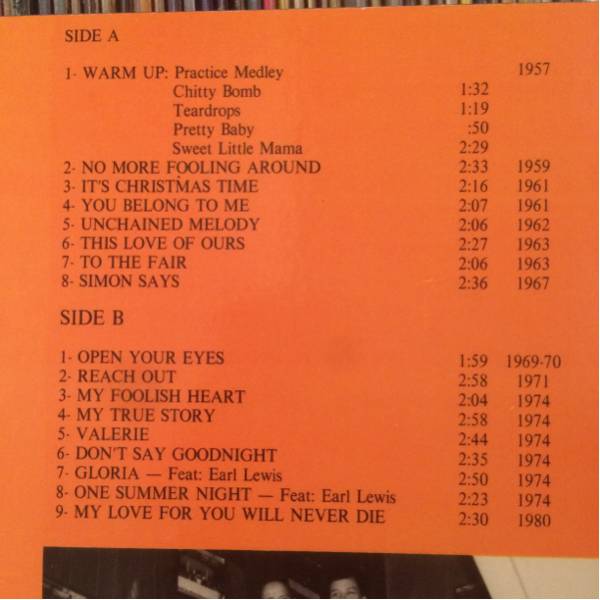 SIDE A
1- WARM UP: Practice Medley 1957
Chitty Bomb 1:32
Teardrops 1:19
Pretty Baby :50
Sweet Little Mama 2:29
2- NO MORE FOOLING AROUND 2:33 1959
3- IT'S CHRISTMAS TIME 2:16 1961
4- YOU BELONG TO ME 2:07 1961
5- UNCHAINED MELODY 2:06 1962
6- THIS LOVE OF OURS 2:27 1963
7- TO THE FAIR 2:06 1963
8- SIMON SAYS 2:36 1967
SIDE B
1- OPEN YOUR EYES 1:59 1969-70
2- REACH OUT 2:58 1971
3- MY FOOLISH HEART 2:04 1974
4- MY TRUE STORY 2:58 1974
5- VALERIE 2:44 1974
6- DON'T SAY GOODNIGHT 2:35 1974
7- GLORIA — Feat: Earl Lewis 2:50 1974
8- ONE SUMMER NIGHT — Feat: Earl Lewis 2:23 1974
9- MY LOVE FOR YOU WILL NEVER DIE 2:30 1980